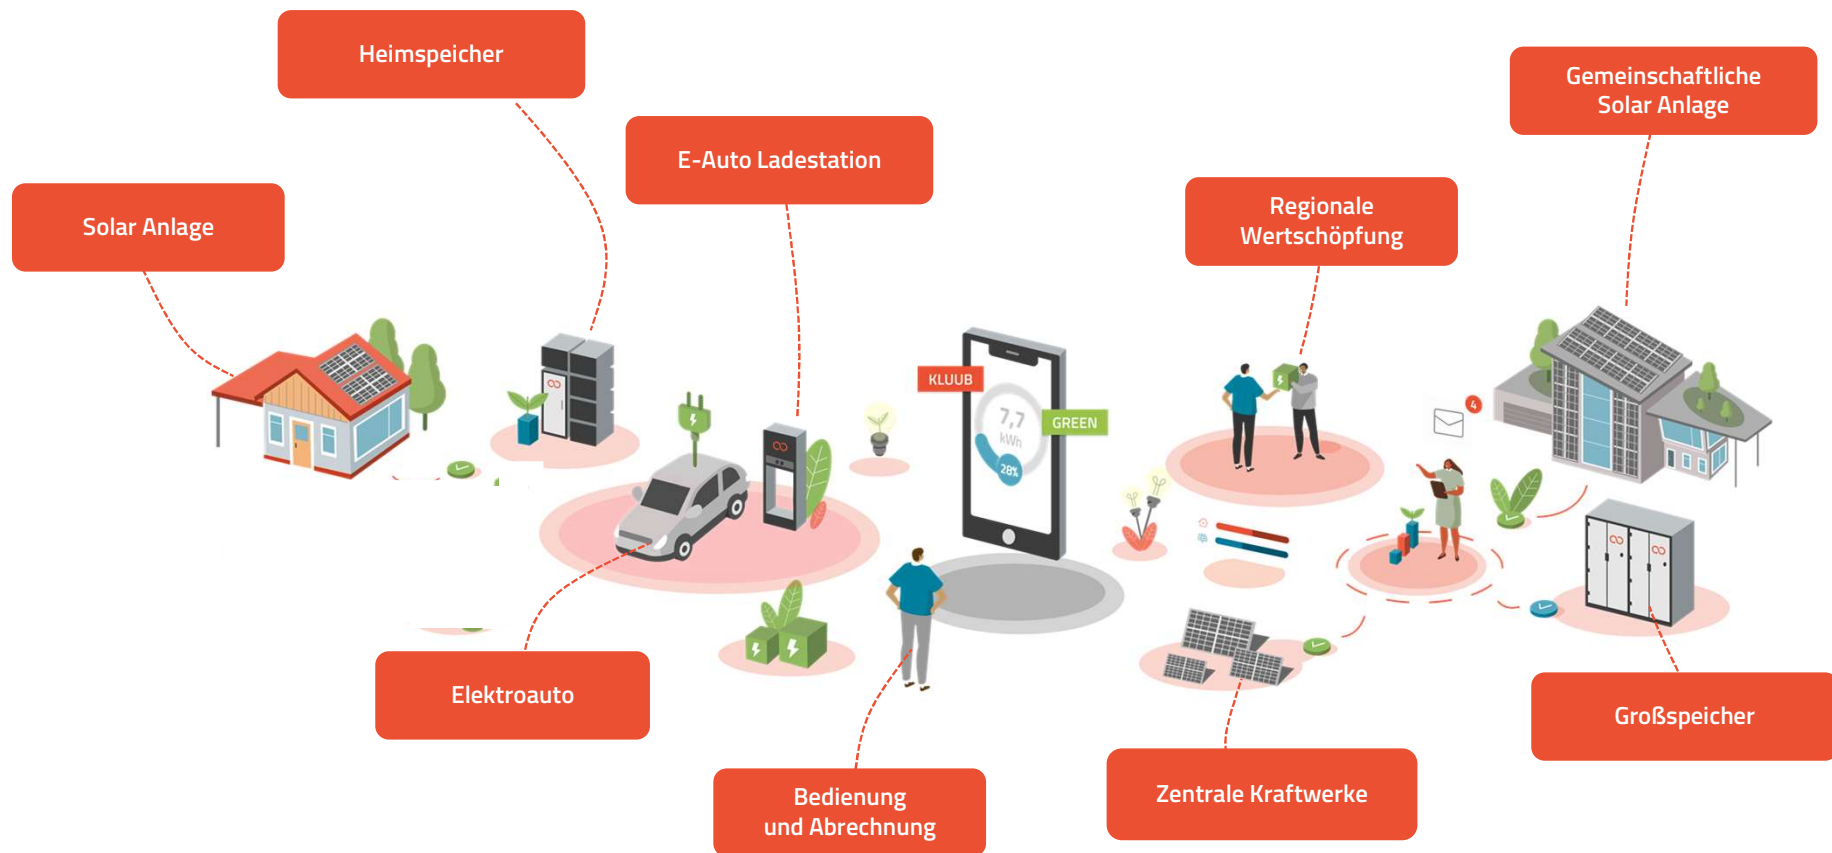 Heimspeicher
Gemeinschaftliche
Solar Anlage
E-Auto Ladestation
Solar Anlage
Regionale
Wertschöpfung
KLUUB
7,7
kWh
GREEN
28%
4
Elektroauto
Großspeicher
Bedienung
und Abrechnung
Zentrale Kraftwerke